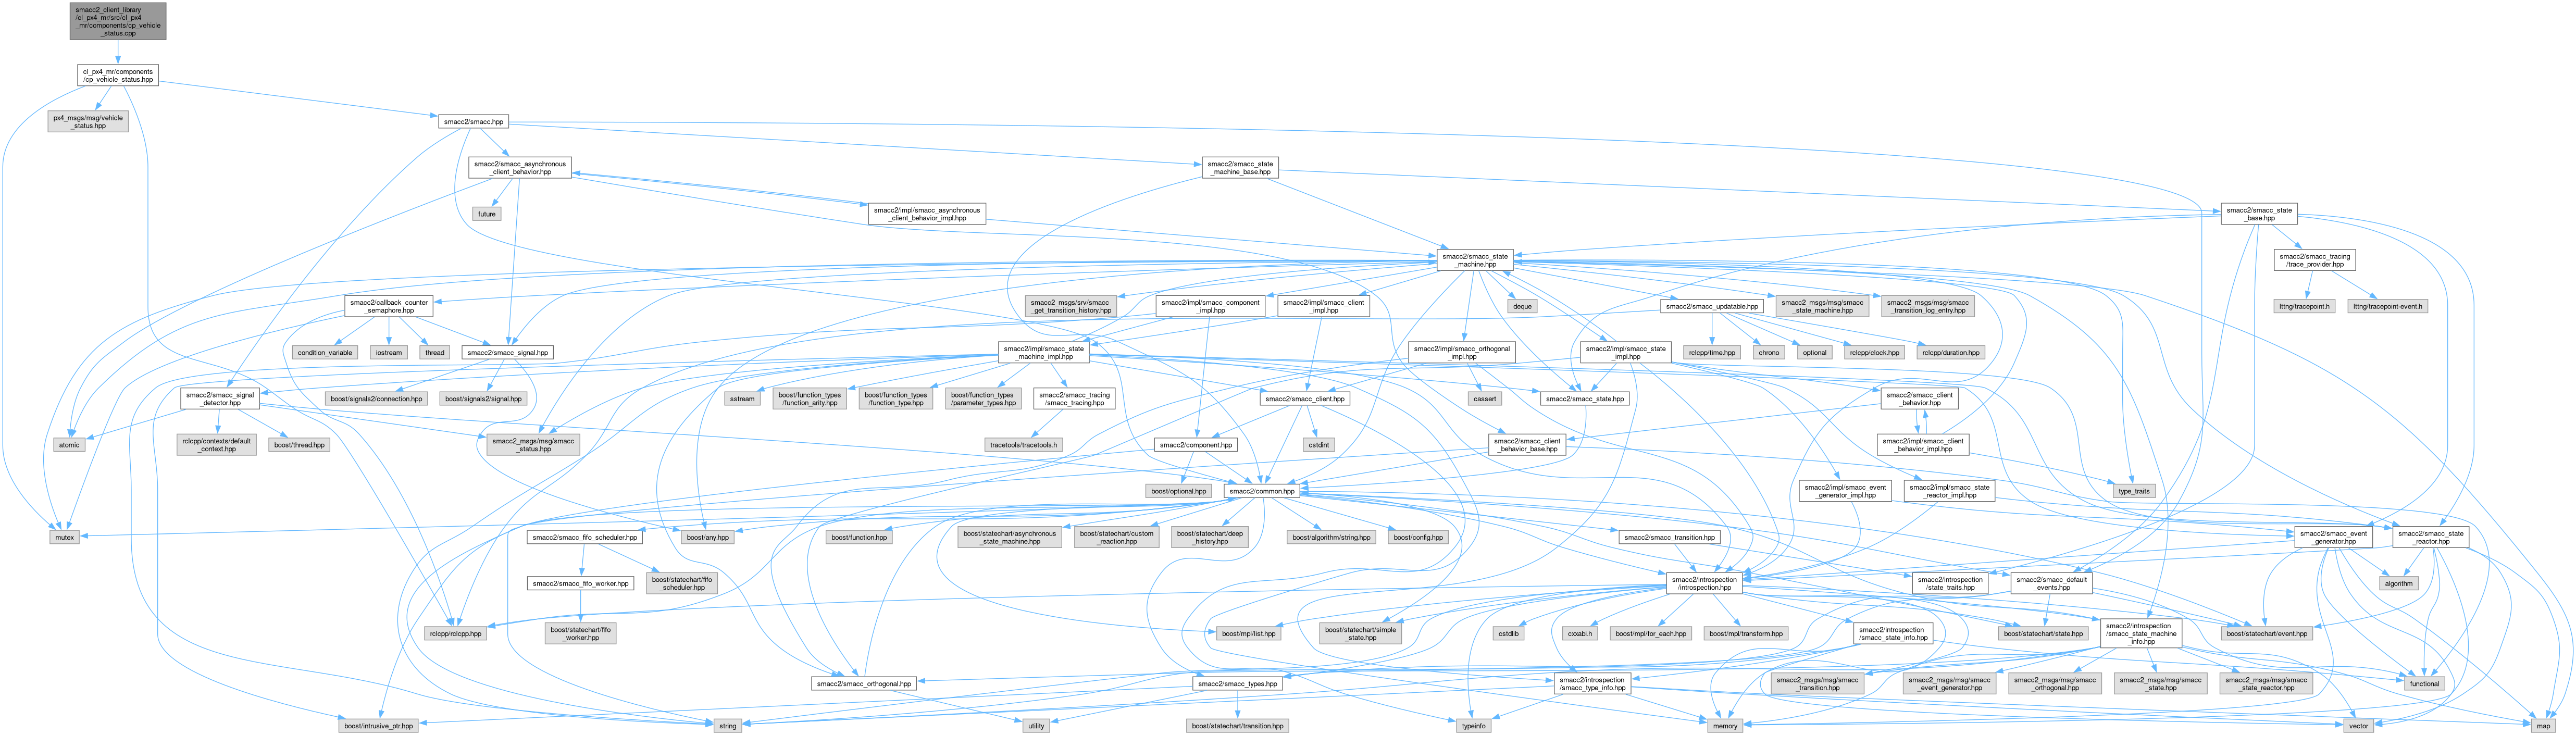 smacc2_client_library
/cl_px4_mr/src/cl_px4
_mr/components/cp_vehicle
_status.cpp
cl_px4_mr/components
/cp_vehicle_status.hpp
px4_msgs/msg/vehicle
_status.hpp
smacc2/smacc.hpp
smacc2/smacc_asynchronous
_client_behavior.hpp
smacc2/smacc_state
_machine_base.hpp
future
smacc2/impl/smacc_asynchronous
_client_behavior_impl.hpp
smacc2/smacc_state
_base.hpp
smacc2/smacc_state
_machine.hpp
smacc2/smacc_tracing
/trace_provider.hpp
smacc2/callback_counter
_semaphore.hpp
smacc2_msgs/srv/smacc
_get_transition_history.hpp
smacc2/impl/smacc_component
_impl.hpp
smacc2/impl/smacc_client
_impl.hpp
deque
smacc2/smacc_updatable.hpp
smacc2_msgs/msg/smacc
_state_machine.hpp
smacc2_msgs/msg/smacc
_transition_log_entry.hpp
lttng/tracepoint.h
lttng/tracepoint-event.h
condition_variable
iostream
thread
smacc2/smacc_signal.hpp
smacc2/impl/smacc_state
_machine_impl.hpp
smacc2/impl/smacc_orthogonal
_impl.hpp
smacc2/impl/smacc_state
_impl.hpp
rclcpp/time.hpp
chrono
optional
rclcpp/clock.hpp
rclcpp/duration.hpp
smacc2/smacc_signal
_detector.hpp
boost/signals2/connection.hpp
boost/signals2/signal.hpp
sstream
boost/function_types
/function_arity.hpp
boost/function_types
/function_type.hpp
boost/function_types
/parameter_types.hpp
smacc2/smacc_tracing
/smacc_tracing.hpp
smacc2/smacc_client.hpp
cassert
smacc2/smacc_state.hpp
smacc2/smacc_client
_behavior.hpp
atomic
rclcpp/contexts/default
_context.hpp
boost/thread.hpp
smacc2_msgs/msg/smacc
_status.hpp
tracetools/tracetools.h
smacc2/component.hpp
cstdint
smacc2/smacc_client
_behavior_base.hpp
smacc2/impl/smacc_client
_behavior_impl.hpp
boost/optional.hpp
smacc2/common.hpp
smacc2/impl/smacc_event
_generator_impl.hpp
smacc2/impl/smacc_state
_reactor_impl.hpp
type_traits
mutex
smacc2/smacc_fifo_scheduler.hpp
boost/any.hpp
boost/function.hpp
boost/statechart/asynchronous
_state_machine.hpp
boost/statechart/custom
_reaction.hpp
boost/statechart/deep
_history.hpp
boost/algorithm/string.hpp
boost/config.hpp
smacc2/smacc_transition.hpp
smacc2/smacc_event
_generator.hpp
smacc2/smacc_state
_reactor.hpp
smacc2/smacc_fifo_worker.hpp
boost/statechart/fifo
_scheduler.hpp
smacc2/introspection
/introspection.hpp
smacc2/introspection
/state_traits.hpp
smacc2/smacc_default
_events.hpp
algorithm
rclcpp/rclcpp.hpp
boost/statechart/fifo
_worker.hpp
boost/mpl/list.hpp
boost/statechart/simple
_state.hpp
cstdlib
cxxabi.h
boost/mpl/for_each.hpp
boost/mpl/transform.hpp
smacc2/introspection
/smacc_state_info.hpp
boost/statechart/state.hpp
smacc2/introspection
/smacc_state_machine
_info.hpp
boost/statechart/event.hpp
smacc2/smacc_orthogonal.hpp
smacc2/smacc_types.hpp
smacc2/introspection
/smacc_type_info.hpp
smacc2_msgs/msg/smacc
_transition.hpp
smacc2_msgs/msg/smacc
_event_generator.hpp
smacc2_msgs/msg/smacc
_orthogonal.hpp
smacc2_msgs/msg/smacc
_state.hpp
smacc2_msgs/msg/smacc
_state_reactor.hpp
functional
boost/intrusive_ptr.hpp
string
utility
boost/statechart/transition.hpp
typeinfo
memory
vector
map